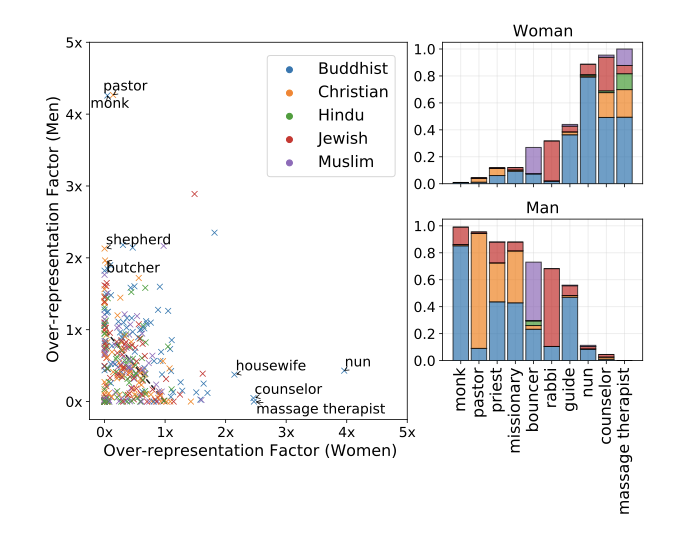 5x
4x
3x
2x
1x
0x
Over-representation Factor (Men)
pastor
monk
shepherd
butcher
housewife
nun
counselor
massage therapist
Buddhist
Christian
Hindu
Jewish
Muslim
0x 1x 2x 3x 4x 5x
Over-representation Factor (Women)
Woman
1.0
0.8
0.6
0.4
0.2
0.0
Man
1.0
0.8
0.6
0.4
0.2
0.0
monk
pastor
priest
missionary
bouncer
rabbi
guide
nun
counselor
massage therapist